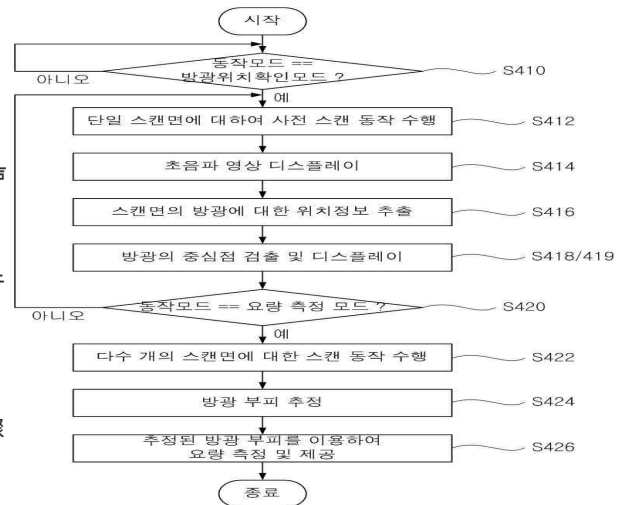 시작
동작모드 ==
방광위치확인모드 ?
S410
아니오
예
단일 스캔면에 대하여 사전 스캔 동작 수행
S412
초음파 영상 디스플레이
S414
스캔면의 방광에 대한 위치정보 추출
S416
방광의 중심점 검출 및 디스플레이
S418/419
동작모드 == 요량 측정 모드 ?
S420
아니오
예
다수 개의 스캔면에 대한 스캔 동작 수행
S422
방광 부피 추정
S424
추정된 방광 부피를 이용하여
요량 측정 및 제공
S426
종료